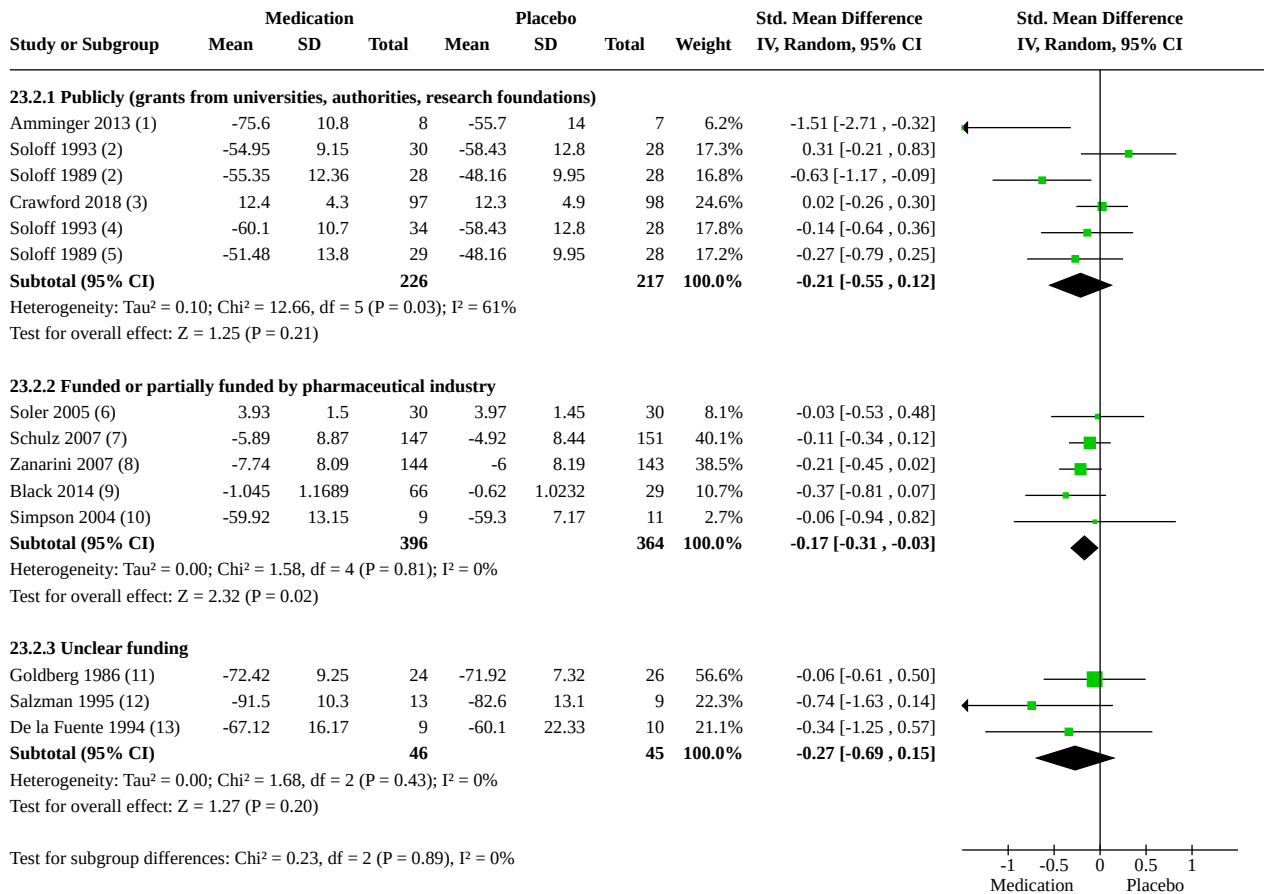 Medication Placebo Std. Mean Difference Std. Mean Difference
Study or Subgroup Mean SD Total Mean SD Total Weight IV, Random, 95% CI IV, Random, 95% CI
23.2.1 Publicly (grants from universities, authorities, research foundations)
Amminger 2013 (1) -75.6 10.8 8 -55.7 14 7 6.2% -1.51 [-2.71 , -0.32]
Soloff 1993 (2) -54.95 9.15 30 -58.43 12.8 28 17.3% 0.31 [-0.21 , 0.83]
Soloff 1989 (2) -55.35 12.36 28 -48.16 9.95 28 16.8% -0.63 [-1.17 , -0.09]
Crawford 2018 (3) 12.4 4.3 97 12.3 4.9 98 24.6% 0.02 [-0.26 , 0.30]
Soloff 1993 (4) -60.1 10.7 34 -58.43 12.8 28 17.8% -0.14 [-0.64 , 0.36]
Soloff 1989 (5) -51.48 13.8 29 -48.16 9.95 28 17.2% -0.27 [-0.79 , 0.25]
Subtotal (95% CI) 226 217 100.0% -0.21 [-0.55 , 0.12]
Heterogeneity: Tau² = 0.10; Chi² = 12.66, df = 5 (P = 0.03); I² = 61%
Test for overall effect: Z = 1.25 (P = 0.21)
23.2.2 Funded or partially funded by pharmaceutical industry
Soler 2005 (6) 3.93 1.5 30 3.97 1.45 30 8.1% -0.03 [-0.53 , 0.48]
Schulz 2007 (7) -5.89 8.87 147 -4.92 8.44 151 40.1% -0.11 [-0.34 , 0.12]
Zanarini 2007 (8) -7.74 8.09 144 -6 8.19 143 38.5% -0.21 [-0.45 , 0.02]
Black 2014 (9) -1.045 1.1689 66 -0.62 1.0232 29 10.7% -0.37 [-0.81 , 0.07]
Simpson 2004 (10) -59.92 13.15 9 -59.3 7.17 11 2.7% -0.06 [-0.94 , 0.82]
Subtotal (95% CI) 396 364 100.0% -0.17 [-0.31 , -0.03]
Heterogeneity: Tau² = 0.00; Chi² = 1.58, df = 4 (P = 0.81); I² = 0%
Test for overall effect: Z = 2.32 (P = 0.02)
23.2.3 Unclear funding
Goldberg 1986 (11) -72.42 9.25 24 -71.92 7.32 26 56.6% -0.06 [-0.61 , 0.50]
Salzman 1995 (12) -91.5 10.3 13 -82.6 13.1 9 22.3% -0.74 [-1.63 , 0.14]
De la Fuente 1994 (13) -67.12 16.17 9 -60.1 22.33 10 21.1% -0.34 [-1.25 , 0.57]
Subtotal (95% CI) 46 45 100.0% -0.27 [-0.69 , 0.15]
Heterogeneity: Tau² = 0.00; Chi² = 1.68, df = 2 (P = 0.43); I² = 0%
Test for overall effect: Z = 1.27 (P = 0.20)
Test for subgroup differences: Chi² = 0.23, df = 2 (P = 0.89), I² = 0%
-1 -0.5 0 0.5 1
Medication Placebo